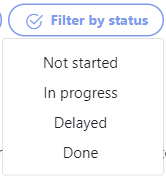 Filter by status
Not started
In progress
Delayed
Done